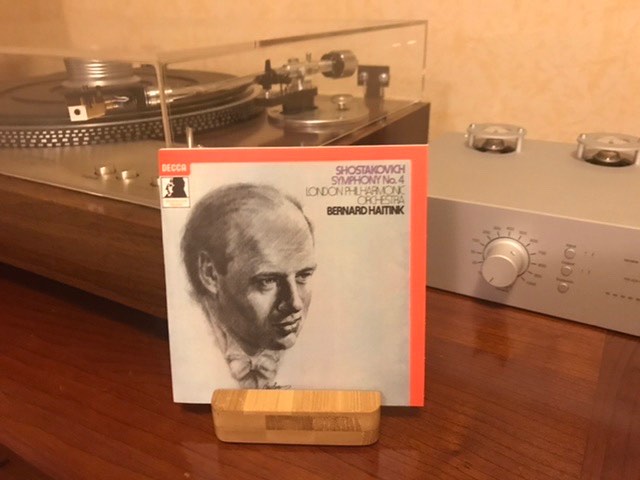 DECCA
SHOSTAKOVICH
SYMPHONY No. 4
LONDON PHILHARMONIC
ORCHESTRA
BERNARD HAITINK